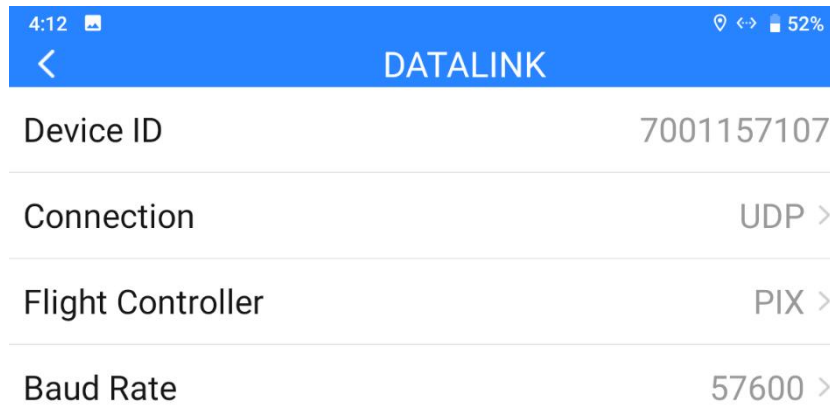 4:12 52%
DATALINK
Device ID 7001157107
Connection UDP
Flight Controller PIX
Baud Rate 57600